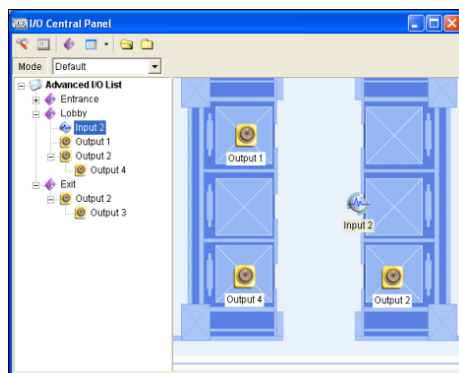 I/O Central Panel
Mode Default
Advanced I/O List
Entrance
Lobby
Input 2
Output 1
Output 2
Output 4
Exit
Output 2
Output 3
Output 1
Input 2
Output 4
Output 2